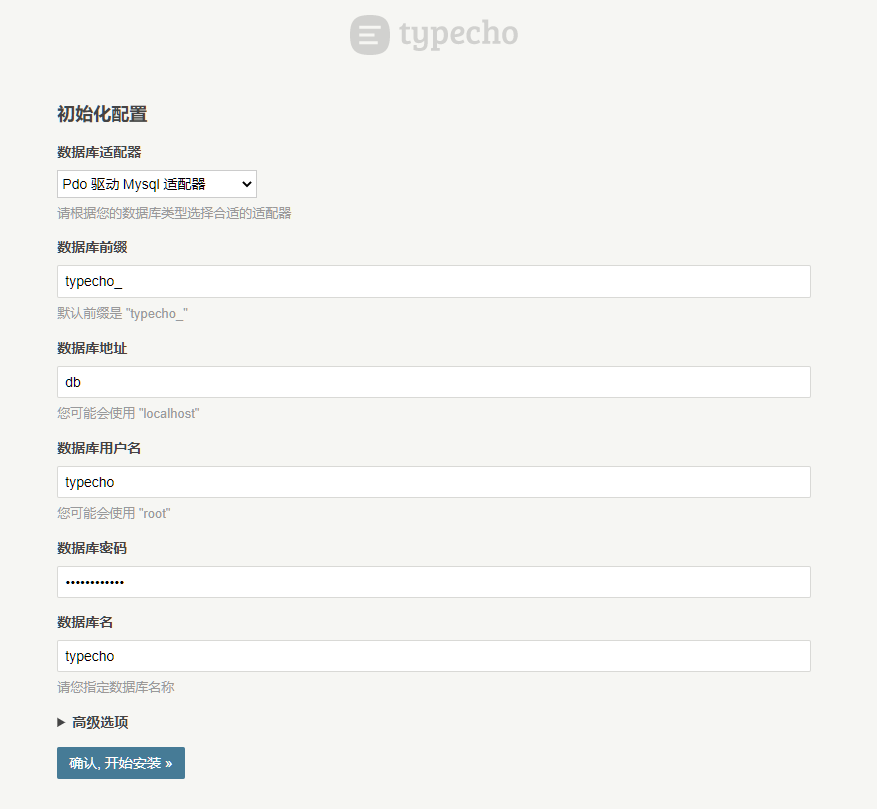 typecho
初始化配置
数据库适配器
Pdo 驱动 Mysql 适配器
请根据您的数据库类型选择合适的适配器
数据库前缀
typecho_
默认前缀是 "typecho_"
数据库地址
db
您可能会使用 "localhost"
数据库用户名
typecho
您可能会使用 "root"
数据库密码
••••••••••••
数据库名
typecho
请您指定数据库名称
高级选项
确认, 开始安装 »